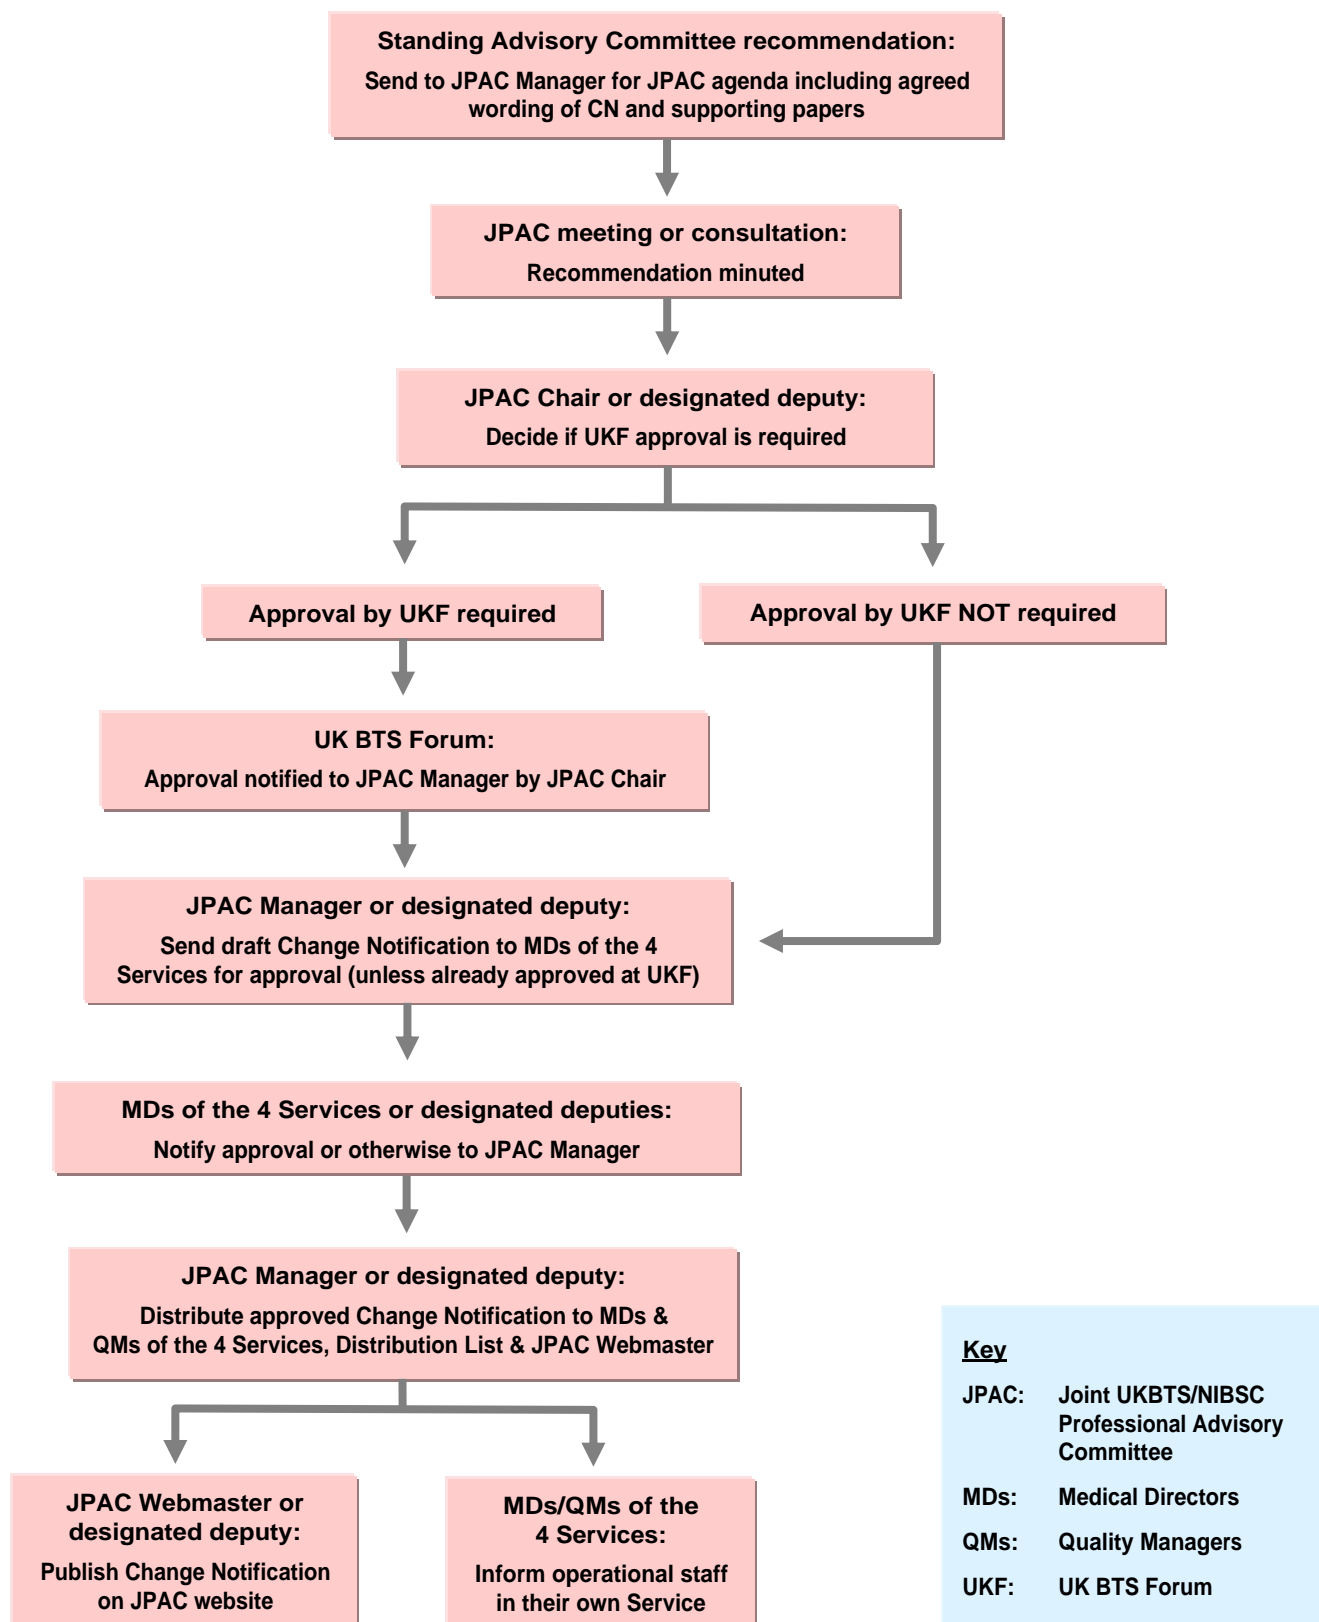 Standing Advisory Committee recommendation:
Send to JPAC Manager for JPAC agenda including agreed
wording of CN and supporting papers
JPAC meeting or consultation:
Recommendation minuted
JPAC Chair or designated deputy:
Decide if UKF approval is required
Approval by UKF required
Approval by UKF NOT required
UK BTS Forum:
Approval notified to JPAC Manager by JPAC Chair
JPAC Manager or designated deputy:
Send draft Change Notification to MDs of the 4
Services for approval (unless already approved at UKF)
MDs of the 4 Services or designated deputies:
Notify approval or otherwise to JPAC Manager
JPAC Manager or designated deputy:
Distribute approved Change Notification to MDs &
QMs of the 4 Services, Distribution List & JPAC Webmaster
JPAC Webmaster or
designated deputy:
Publish Change Notification
on JPAC website
MDs/QMs of the
4 Services:
Inform operational staff
in their own Service
Key
JPAC: Joint UKBTS/NIBSC
Professional Advisory
Committee
MDs: Medical Directors
QMs: Quality Managers
UKF: UK BTS Forum